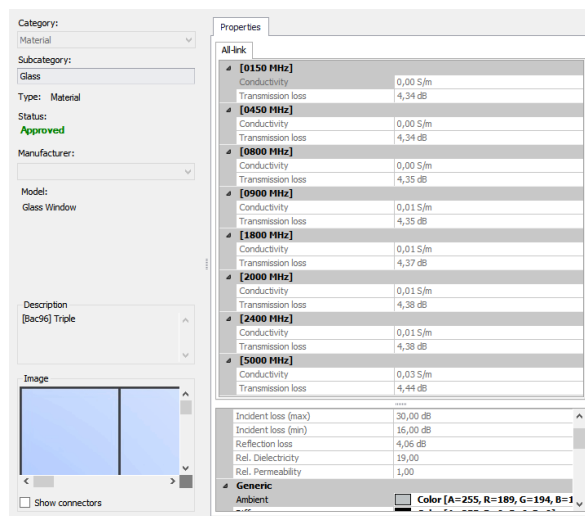 Category:
Material
Subcategory:
Glass
Type: Material
Status:
Approved
Manufacturer:
Model:
Glass Window
Description
[Bac96] Triple
Image
Show connectors
Properties
All-link
[0150 MHz]
Conductivity 0,00 S/m
Transmission loss 4,34 dB
[0450 MHz]
Conductivity 0,00 S/m
Transmission loss 4,34 dB
[0800 MHz]
Conductivity 0,00 S/m
Transmission loss 4,35 dB
[0900 MHz]
Conductivity 0,01 S/m
Transmission loss 4,35 dB
[1800 MHz]
Conductivity 0,01 S/m
Transmission loss 4,37 dB
[2000 MHz]
Conductivity 0,01 S/m
Transmission loss 4,38 dB
[2400 MHz]
Conductivity 0,01 S/m
Transmission loss 4,38 dB
[5000 MHz]
Conductivity 0,03 S/m
Transmission loss 4,44 dB
Incident loss (max) 30,00 dB
Incident loss (min) 16,00 dB
Reflection loss 4,06 dB
Rel. Dielectricity 19,00
Rel. Permeability 1,00
Generic
Ambient Color [A=255, R=189, G=194, B=1